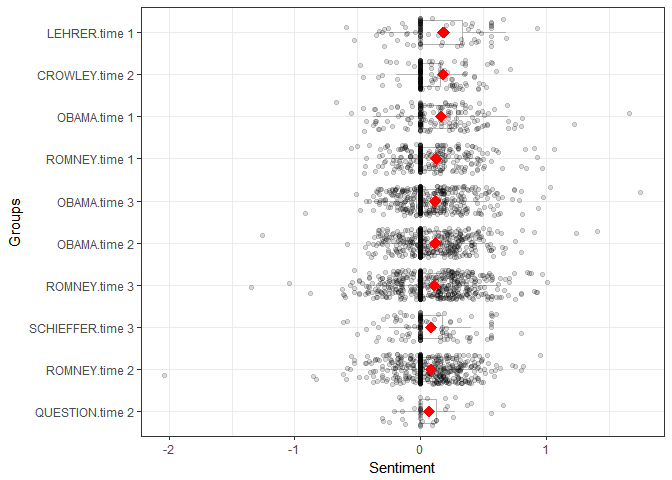 LEHRER.time 1
CROWLEY.time 2
OBAMA.time 1
ROMNEY.time 1
OBAMA.time 3
OBAMA.time 2
ROMNEY.time 3
SCHIEFFER.time 3
ROMNEY.time 2
QUESTION.time 2
Groups
-2 -1 0 1
Sentiment